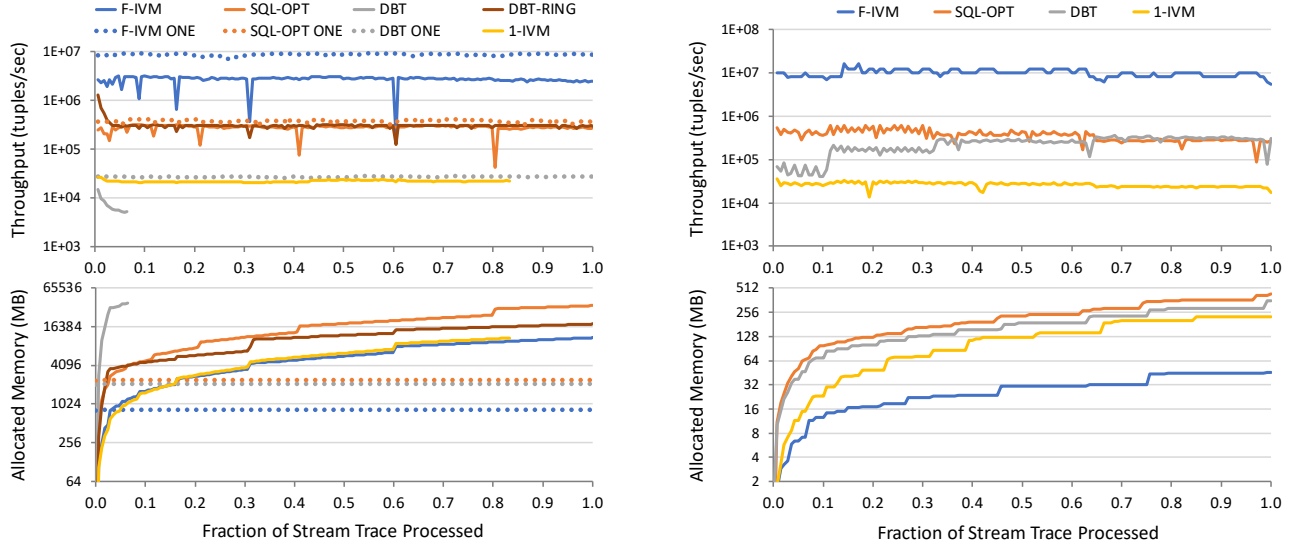 F-IVM SQL-OPT DBT DBT-RING
F-IVM ONE SQL-OPT ONE DBT ONE 1-IVM
Throughput (tuples/sec)
1E+07
1E+06
1E+05
1E+04
1E+03
0.0 0.1 0.2 0.3 0.4 0.5 0.6 0.7 0.8 0.9 1.0
Allocated Memory (MB)
65536
16384
4096
1024
256
64
0.0 0.1 0.2 0.3 0.4 0.5 0.6 0.7 0.8 0.9 1.0
Fraction of Stream Trace Processed
F-IVM SQL-OPT DBT 1-IVM
Throughput (tuples/sec)
1E+08
1E+07
1E+06
1E+05
1E+04
1E+03
0.0 0.1 0.2 0.3 0.4 0.5 0.6 0.7 0.8 0.9 1.0
Allocated Memory (MB)
512
256
128
64
32
16
8
4
2
0.0 0.1 0.2 0.3 0.4 0.5 0.6 0.7 0.8 0.9 1.0
Fraction of Stream Trace Processed